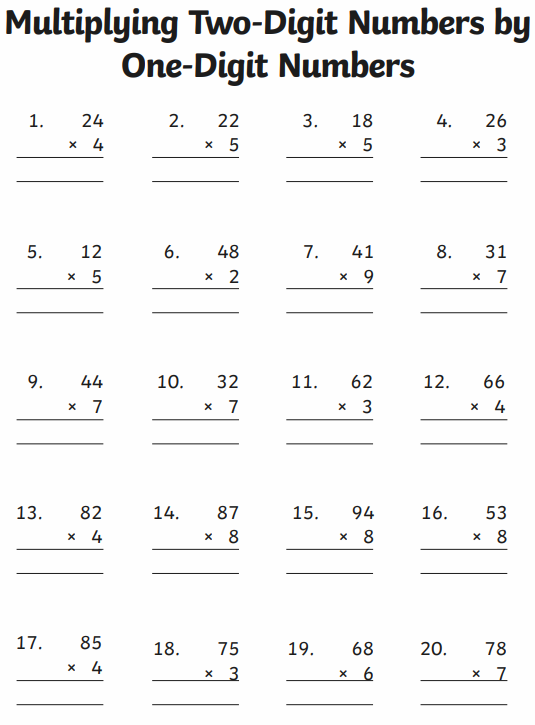 Multiplying Two-Digit Numbers by
One-Digit Numbers
1. 24 2. 22 3. 18 4. 26
× 4 × 5 × 5 × 3
5. 12 6. 48 7. 41 8. 31
× 5 × 2 × 9 × 7
9. 44 10. 32 11. 62 12. 66
× 7 × 7 × 3 × 4
13. 82 14. 87 15. 94 16. 53
× 4 × 8 × 8 × 8
17. 85 18. 75 19. 68 20. 78
× 4 × 3 × 6 × 7